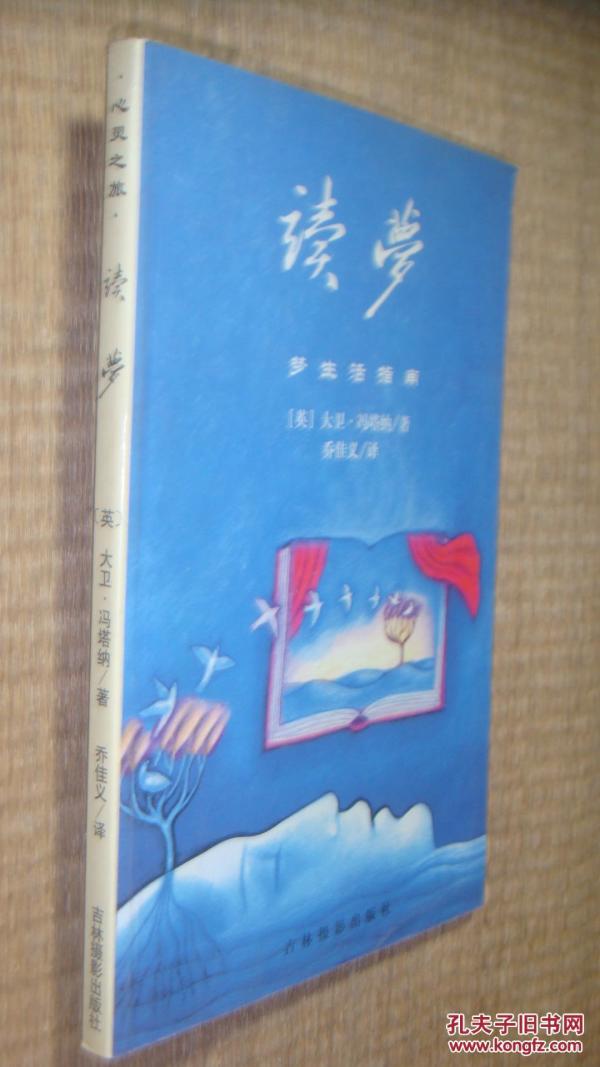 ·心灵之旅·
读夢
〔英〕
大卫·冯塔纳/著
乔佳义/译
吉林摄影出版社
读夢
梦生活指南
[英]大卫·冯塔纳/著
乔佳义/译
吉林摄影出版社
孔夫子旧书网
www.kongfz.com